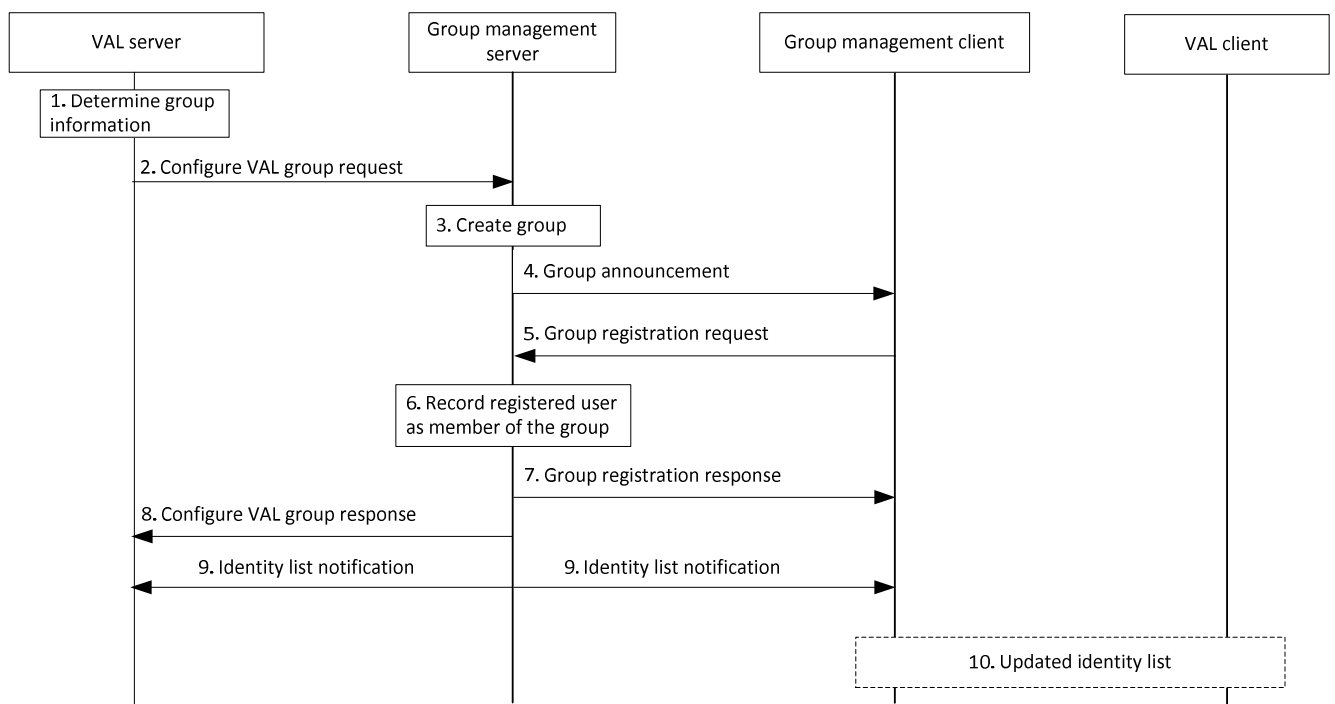 VAL server
Group management
server
Group management client
VAL client
1. Determine group
information
2. Configure VAL group request
3. Create group
4. Group announcement
5. Group registration request
6. Record registered user
as member of the group
7. Group registration response
8. Configure VAL group response
9. Identity list notification
9. Identity list notification
10. Updated identity list